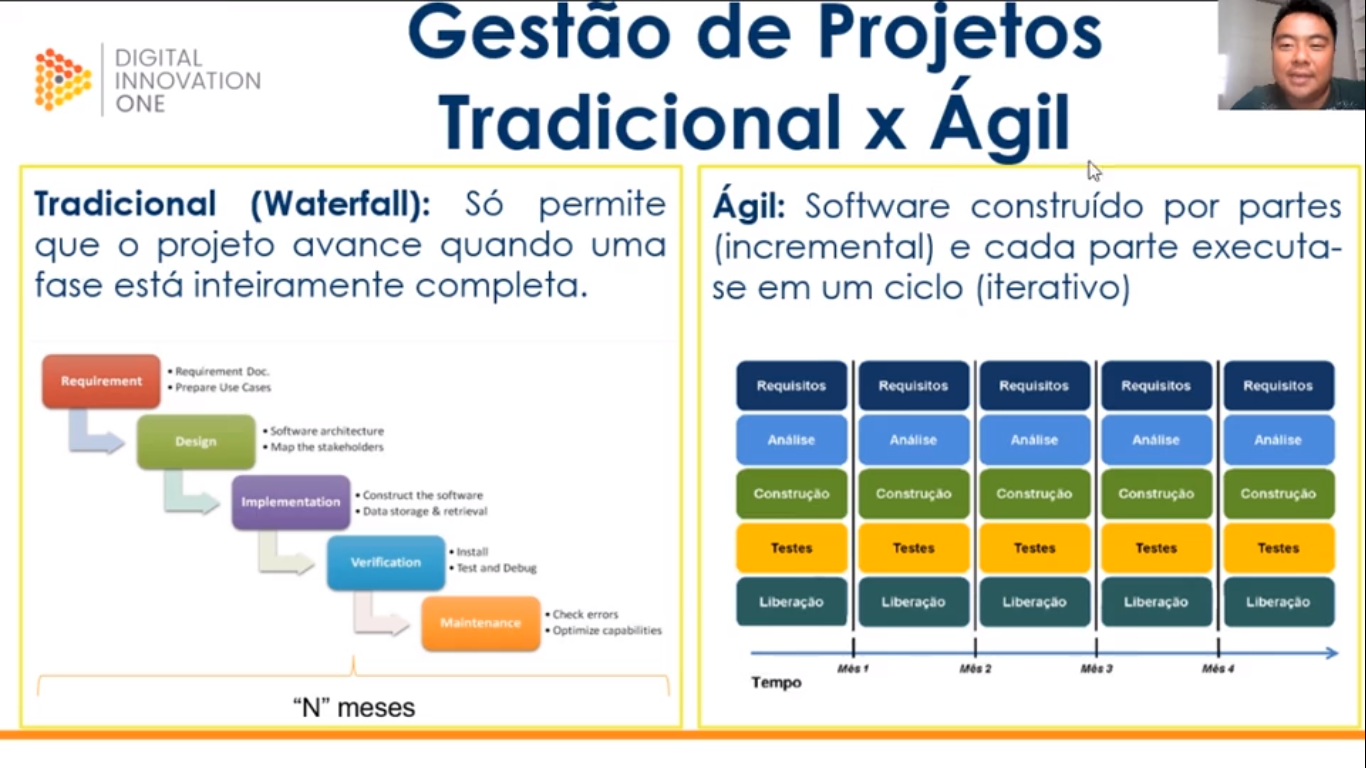 DIGITAL
INNOVATION
ONE
Gestão de Projetos
Tradicional x Ágil
Tradicional (Waterfall): Só permite
que o projeto avance quando uma
fase está inteiramente completa.
Requirement
• Requirement Doc.
• Prepare Use Cases
Design
• Software architecture
• Map the stakeholders
Implementation
• Construct the software
• Data storage & retrieval
Verification
• Install
• Test and Debug
Maintenance
• Check errors
• Optimize capabilities
“N” meses
Ágil: Software construído por partes
(incremental) e cada parte executa-
se em um ciclo (iterativo)
Requisitos Requisitos Requisitos Requisitos Requisitos
Análise Análise Análise Análise Análise
Construção Construção Construção Construção Construção
Testes Testes Testes Testes Testes
Liberação Liberação Liberação Liberação Liberação
Mês 1 Mês 2 Mês 3 Mês 4
Tempo